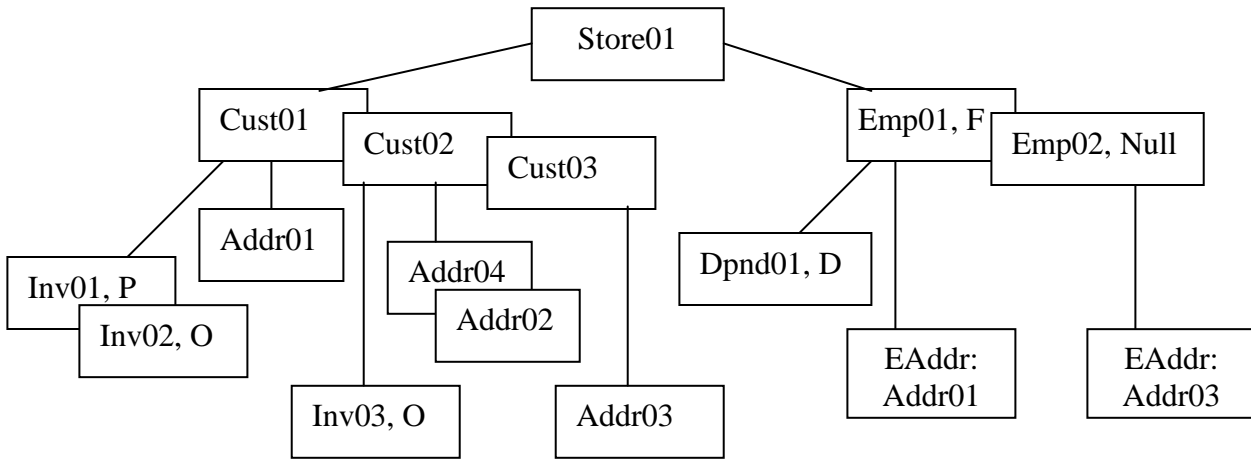 Store01
Cust01
Cust02
Cust03
Emp01, F
Emp02, Null
Inv01, P
Inv02, O
Addr01
Addr04
Addr02
Inv03, O
Addr03
Dpnd01, D
EAddr:
Addr01
EAddr:
Addr03